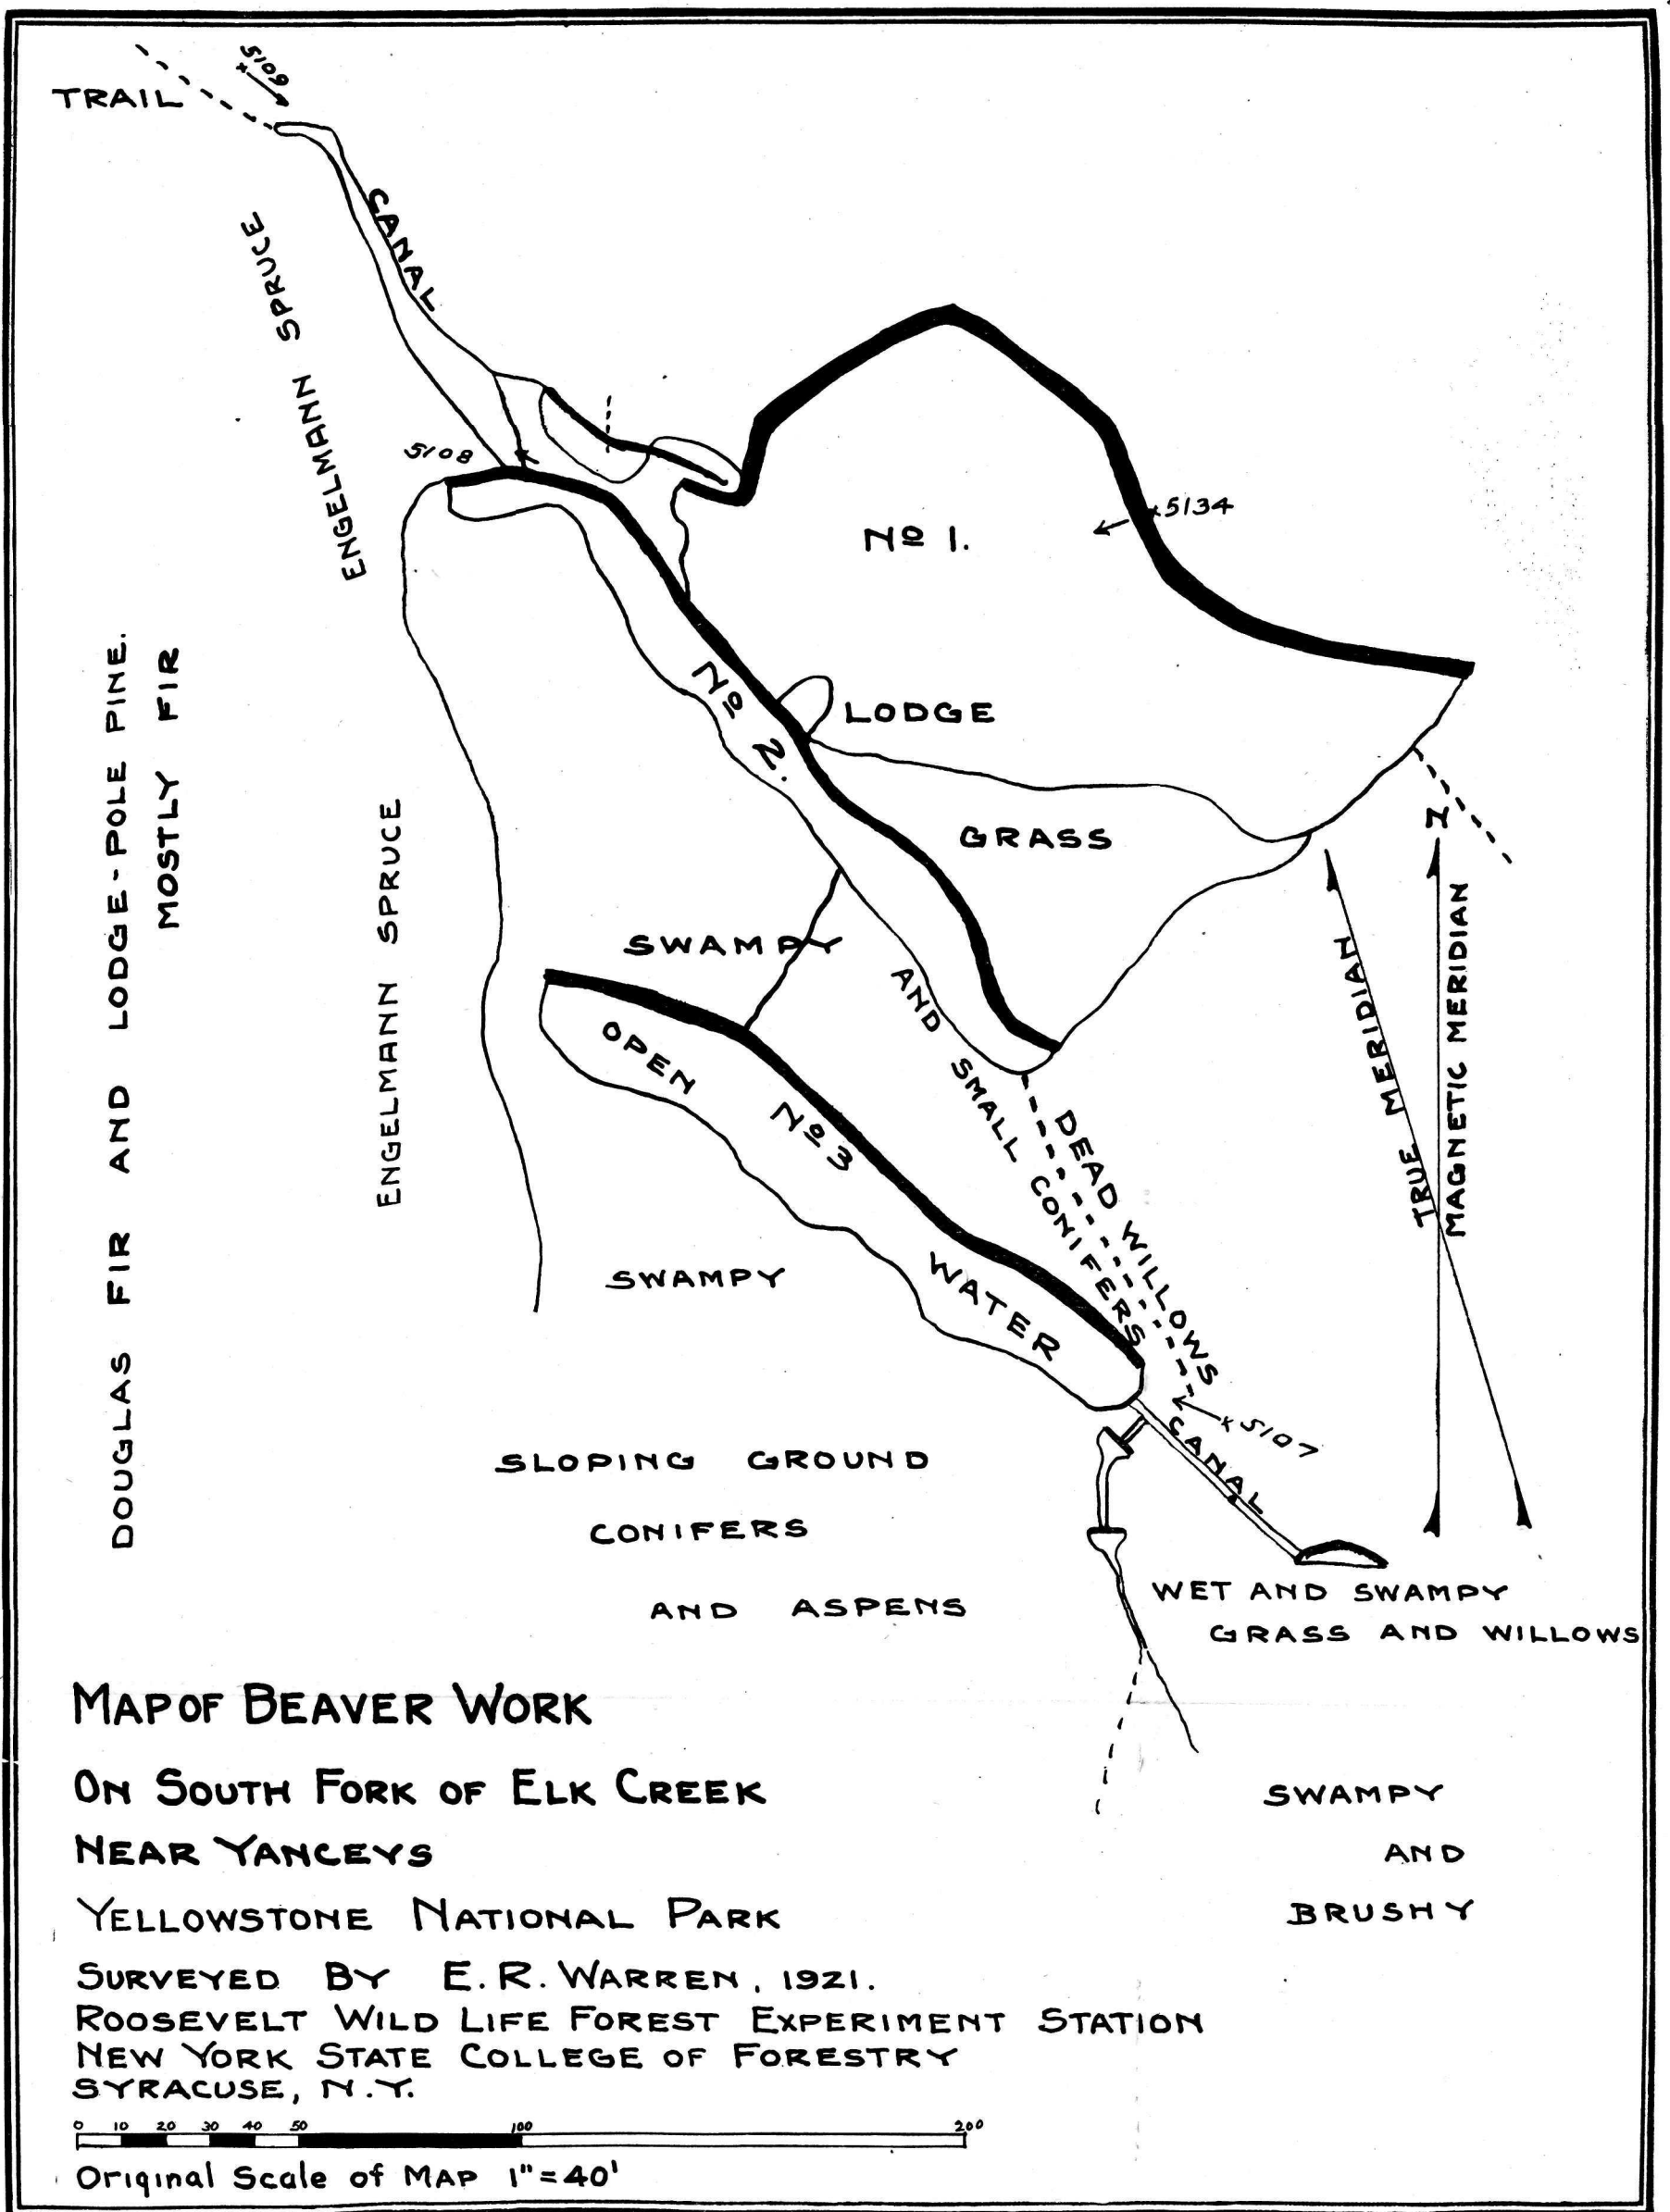 TRAIL
5109
CANAL
ENGELMANN SPRUCE
5108
Nº 1.
5134
DOUGLAS FIR AND LODGE-POLE PINE.
MOSTLY FIR
Nº 2.
LODGE
GRASS
N
ENGELMANN SPRUCE
SWAMPY
AND SMALL CONIFERS
DEAD WILLOWS
TRUE MERIDIAN
MAGNETIC MERIDIAN
OPEN WATER
Nº 3
SWAMPY
5107
CANAL
SLOPING GROUND
CONIFERS
AND ASPENS
WET AND SWAMPY
GRASS AND WILLOWS
SWAMPY
AND
BRUSHY
MAP OF BEAVER WORK
ON SOUTH FORK OF ELK CREEK
NEAR YANCEYS
YELLOWSTONE NATIONAL PARK
SURVEYED BY E.R. WARREN, 1921.
ROOSEVELT WILD LIFE FOREST EXPERIMENT STATION
NEW YORK STATE COLLEGE OF FORESTRY
SYRACUSE, N.Y.
0 10 20 30 40 50 100 200
Original Scale of MAP 1"=40'